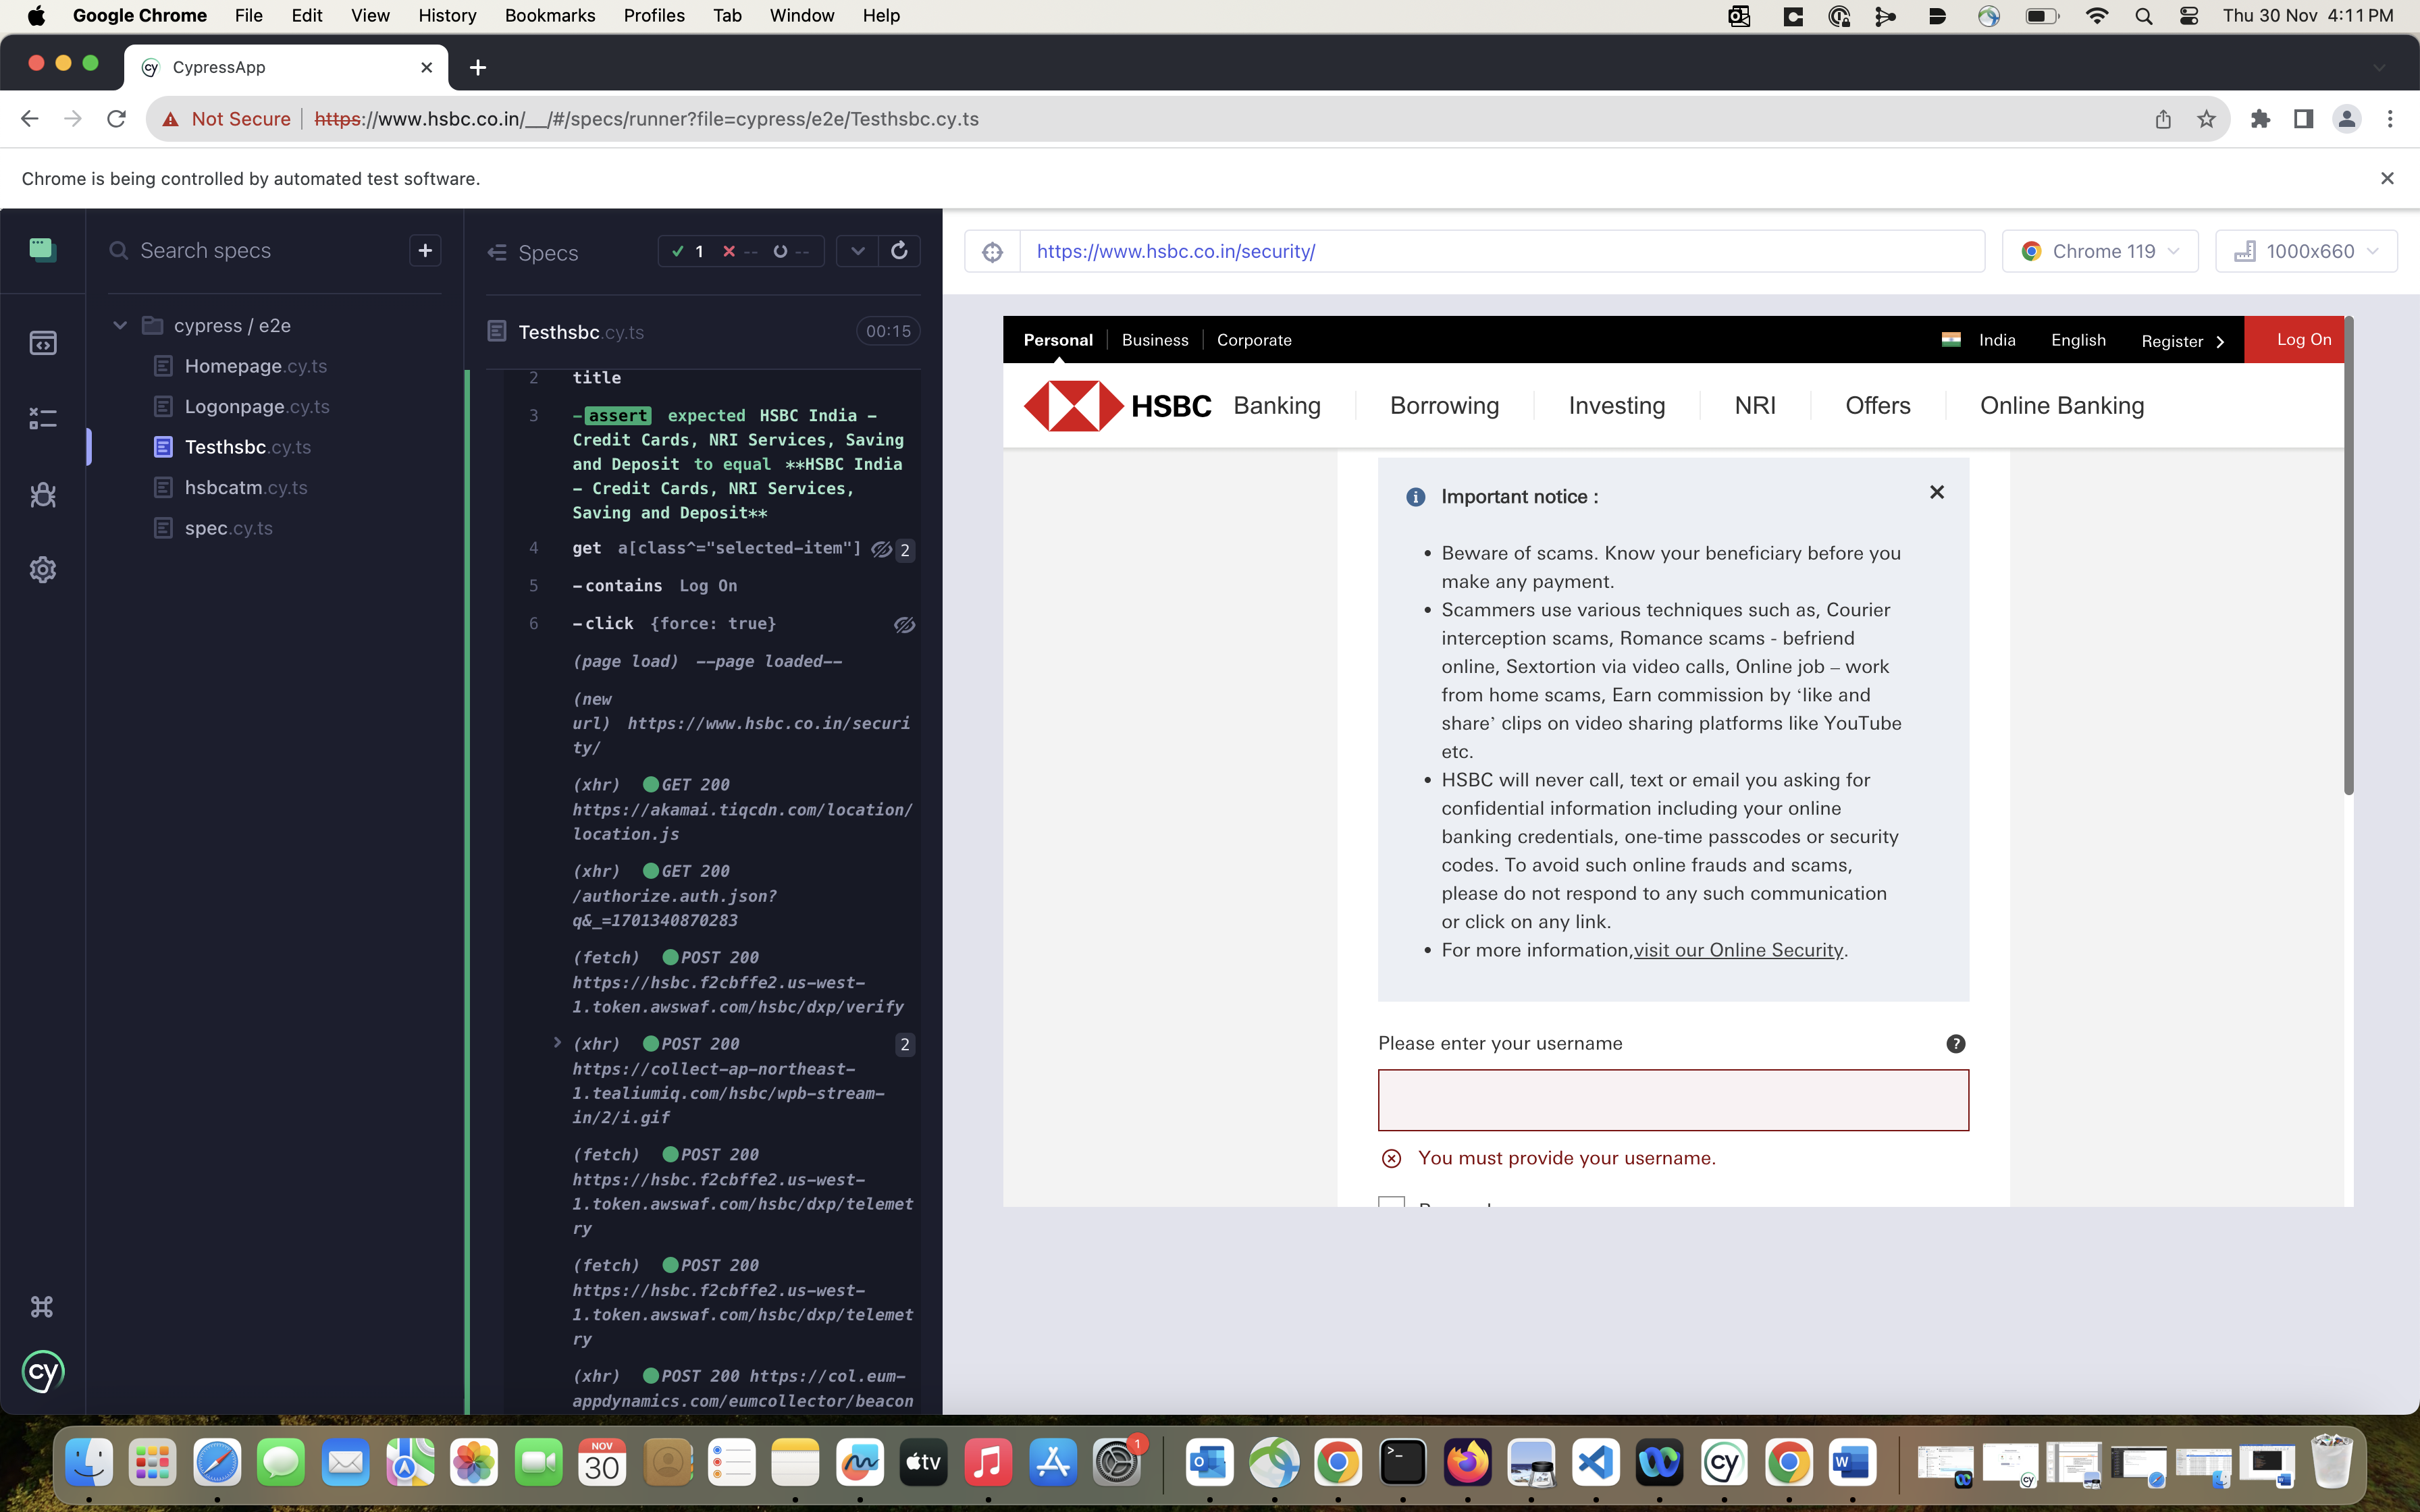 Google Chrome File Edit View History Bookmarks Profiles Tab Window Help
Thu 30 Nov 4:11 PM
CypressApp
Not Secure https://www.hsbc.co.in/__/#/specs/runner?file=cypress/e2e/Testhsbc.cy.ts
Chrome is being controlled by automated test software.
Search specs
cypress / e2e
Homepage.cy.ts
Logonpage.cy.ts
Testhsbc.cy.ts
hsbcatm.cy.ts
spec.cy.ts
cy
Specs
1 -- --
Testhsbc.cy.ts 00:15
2 title
3 -assert expected HSBC India -
Credit Cards, NRI Services, Saving
and Deposit to equal **HSBC India
- Credit Cards, NRI Services,
Saving and Deposit**
4 get a[class^="selected-item"] 2
5 -contains Log On
6 -click {force: true}
(page load) --page loaded--
(new
url) https://www.hsbc.co.in/securi
ty/
(xhr) GET 200
https://akamai.tiqcdn.com/location/
location.js
(xhr) GET 200
/authorize.auth.json?
q&_=1701340870283
(fetch) POST 200
https://hsbc.f2cbffe2.us-west-
1.token.awswaf.com/hsbc/dxp/verify
(xhr) POST 200 2
https://collect-ap-northeast-
1.tealiumiq.com/hsbc/wpb-stream-
in/2/i.gif
(fetch) POST 200
https://hsbc.f2cbffe2.us-west-
1.token.awswaf.com/hsbc/dxp/telemet
ry
(fetch) POST 200
https://hsbc.f2cbffe2.us-west-
1.token.awswaf.com/hsbc/dxp/telemet
ry
(xhr) POST 200 https://col.eum-
appdynamics.com/eumcollector/beacon
https://www.hsbc.co.in/security/
Chrome 119
1000x660
Personal Business Corporate
India English Register Log On
HSBC Banking Borrowing Investing NRI Offers Online Banking
Important notice :
• Beware of scams. Know your beneficiary before you
make any payment.
• Scammers use various techniques such as, Courier
interception scams, Romance scams - befriend
online, Sextortion via video calls, Online job – work
from home scams, Earn commission by ‘like and
share’ clips on video sharing platforms like YouTube
etc.
• HSBC will never call, text or email you asking for
confidential information including your online
banking credentials, one-time passcodes or security
codes. To avoid such online frauds and scams,
please do not respond to any such communication
or click on any link.
• For more information,visit our Online Security.
Please enter your username
You must provide your username.
NOV
30
tv
1
cy